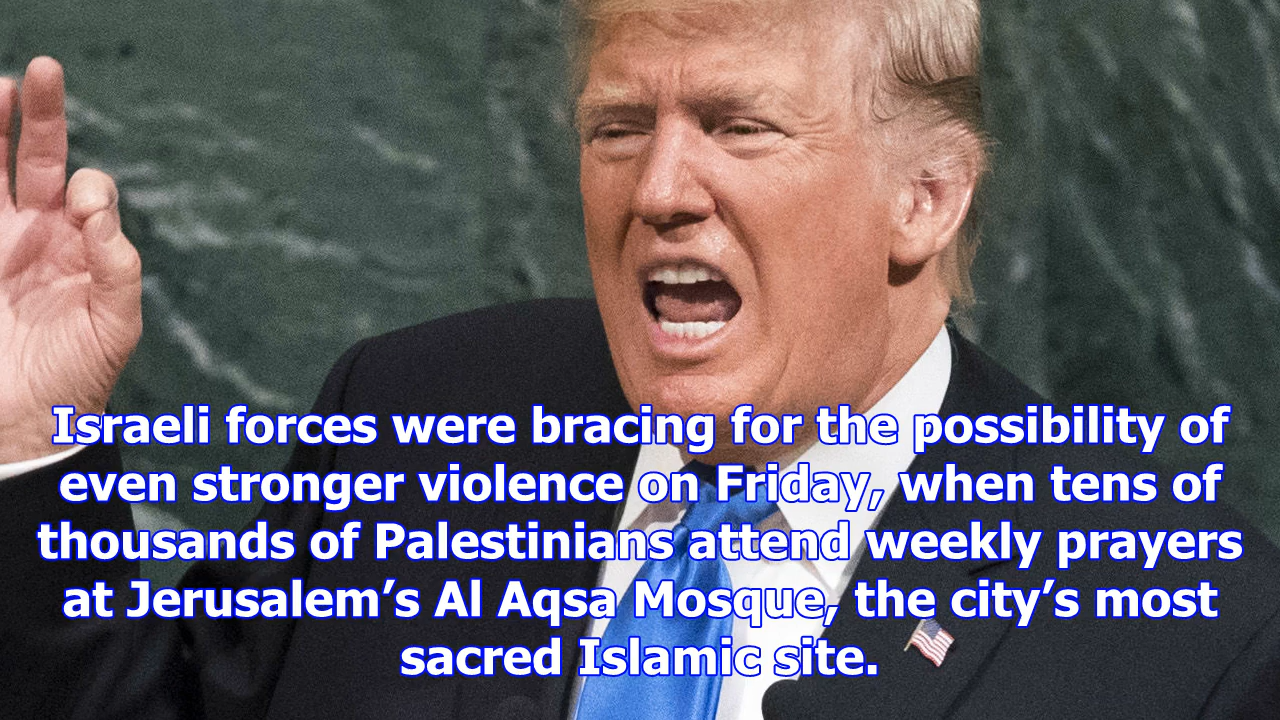 Israeli forces were bracing for the possibility of
even stronger violence on Friday, when tens of
thousands of Palestinians attend weekly prayers
at Jerusalem’s Al Aqsa Mosque, the city’s most
sacred Islamic site.